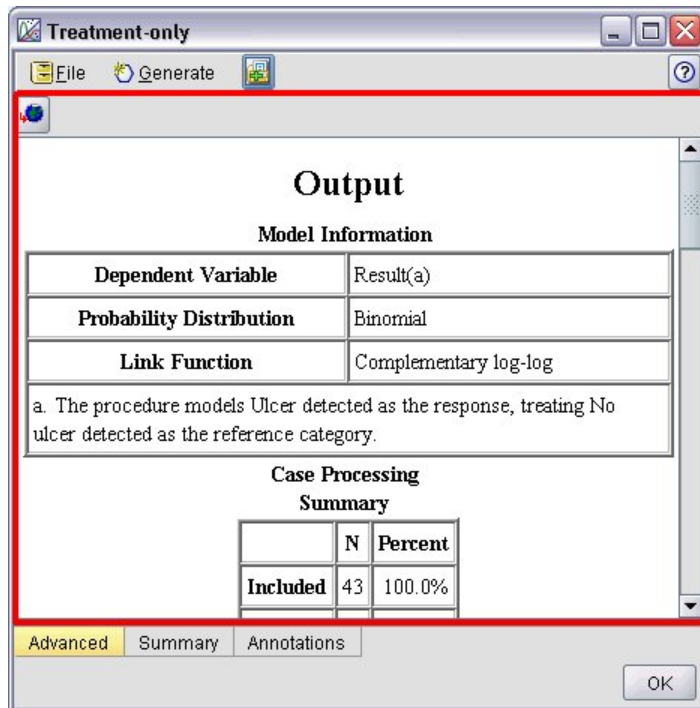 Treatment-only
File Generate
Output
Model Information
Dependent Variable Result(a)
Probability Distribution Binomial
Link Function Complementary log-log
a. The procedure models Ulcer detected as the response, treating No
ulcer detected as the reference category.
Case Processing
Summary
N Percent
Included 43 100.0%
Advanced Summary Annotations
OK